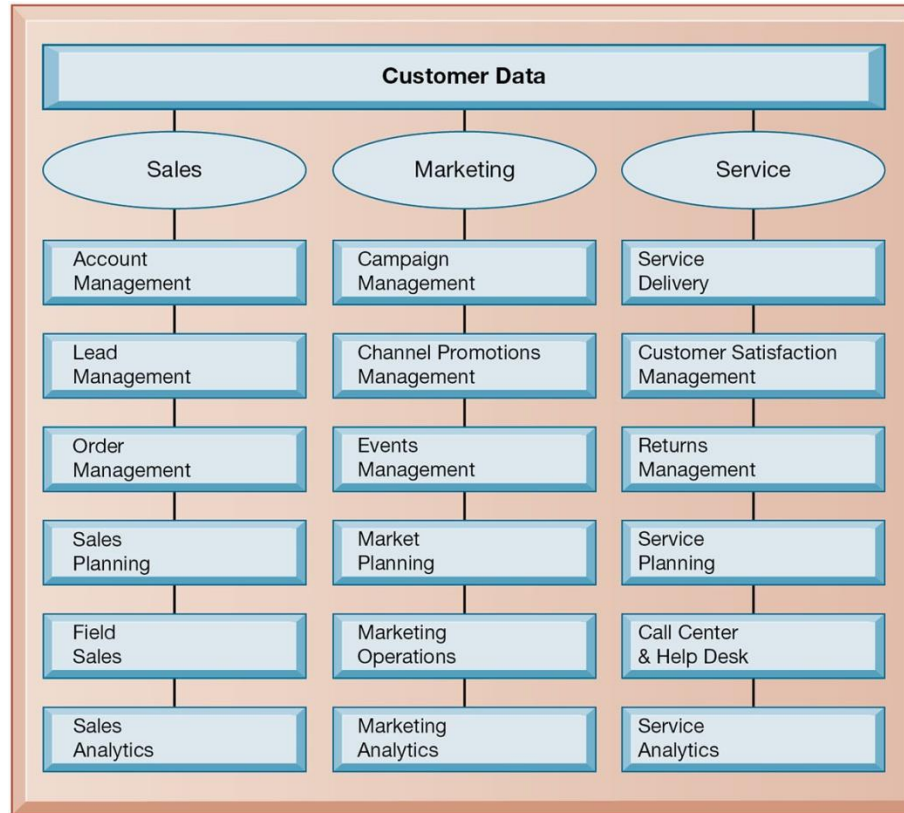 Customer Data
Sales
Marketing
Service
Account
Management
Campaign
Management
Service
Delivery
Lead
Management
Channel Promotions
Management
Customer Satisfaction
Management
Order
Management
Events
Management
Returns
Management
Sales
Planning
Market
Planning
Service
Planning
Field
Sales
Marketing
Operations
Call Center
& Help Desk
Sales
Analytics
Marketing
Analytics
Service
Analytics